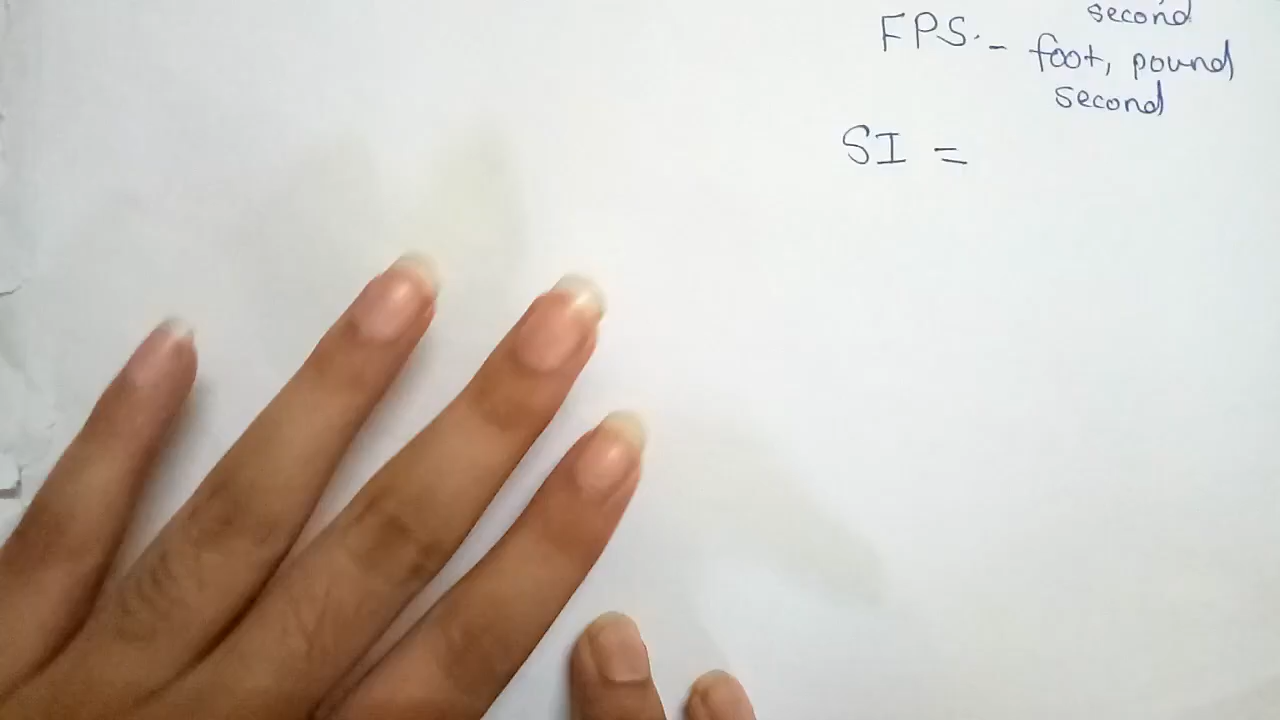 second
FPS. - foot, pound
second
SI =